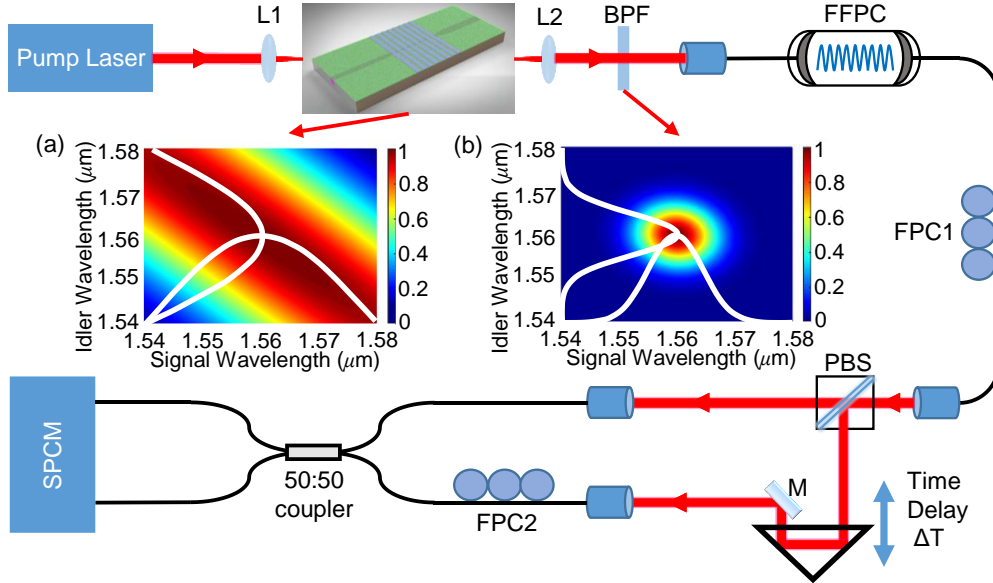 Pump Laser
L1
L2
BPF
FFPC
(a)
Idler Wavelength (μm)
1.58
1.57
1.56
1.55
1.54
1.54 1.55 1.56 1.57 1.58
Signal Wavelength (μm)
1
0.8
0.6
0.4
0.2
0
(b)
Idler Wavelength (μm)
1.58
1.57
1.56
1.55
1.54
1.54 1.55 1.56 1.57 1.58
Signal Wavelength (μm)
1
0.8
0.6
0.4
0.2
0
FPC1
SPCM
50:50
coupler
FPC2
PBS
M
Time
Delay
ΔT